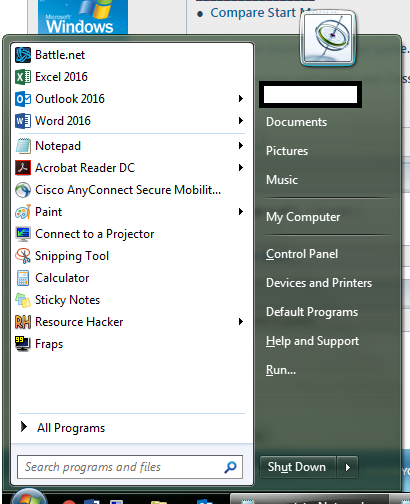 Microsoft
Windows
Compare Start Menus
Battle.net
Excel 2016
Outlook 2016
Word 2016
Notepad
Acrobat Reader DC
Cisco AnyConnect Secure Mobilit...
Paint
Connect to a Projector
Snipping Tool
Calculator
Sticky Notes
Resource Hacker
Fraps
All Programs
Search programs and files
Documents
Pictures
Music
My Computer
Control Panel
Devices and Printers
Default Programs
Help and Support
Run...
Shut Down